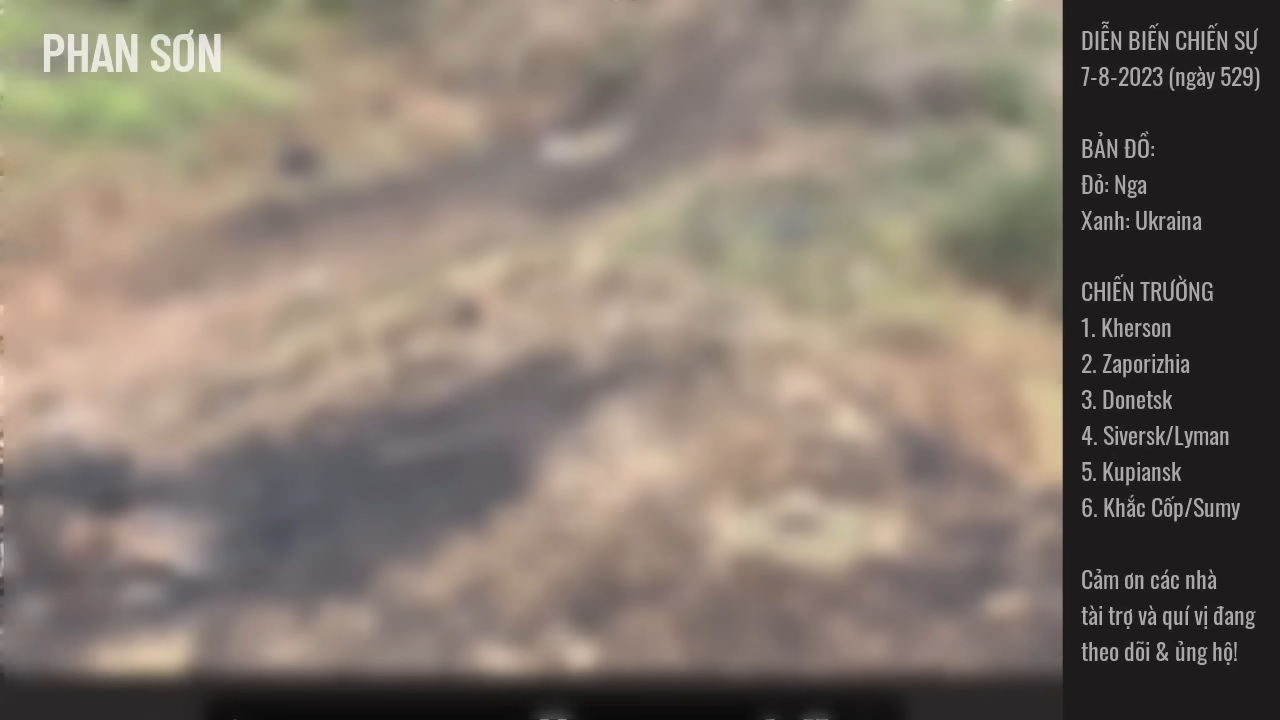 PHAN SƠN
DIỄN BIẾN CHIẾN SỰ
7-8-2023 (ngày 529)
BẢN ĐỒ:
Đỏ: Nga
Xanh: Ukraina
CHIẾN TRƯỜNG
1. Kherson
2. Zaporizhia
3. Donetsk
4. Siversk/Lyman
5. Kupiansk
6. Khắc Cốp/Sumy
Cảm ơn các nhà
tài trợ và quí vị đang
theo dõi & ủng hộ!